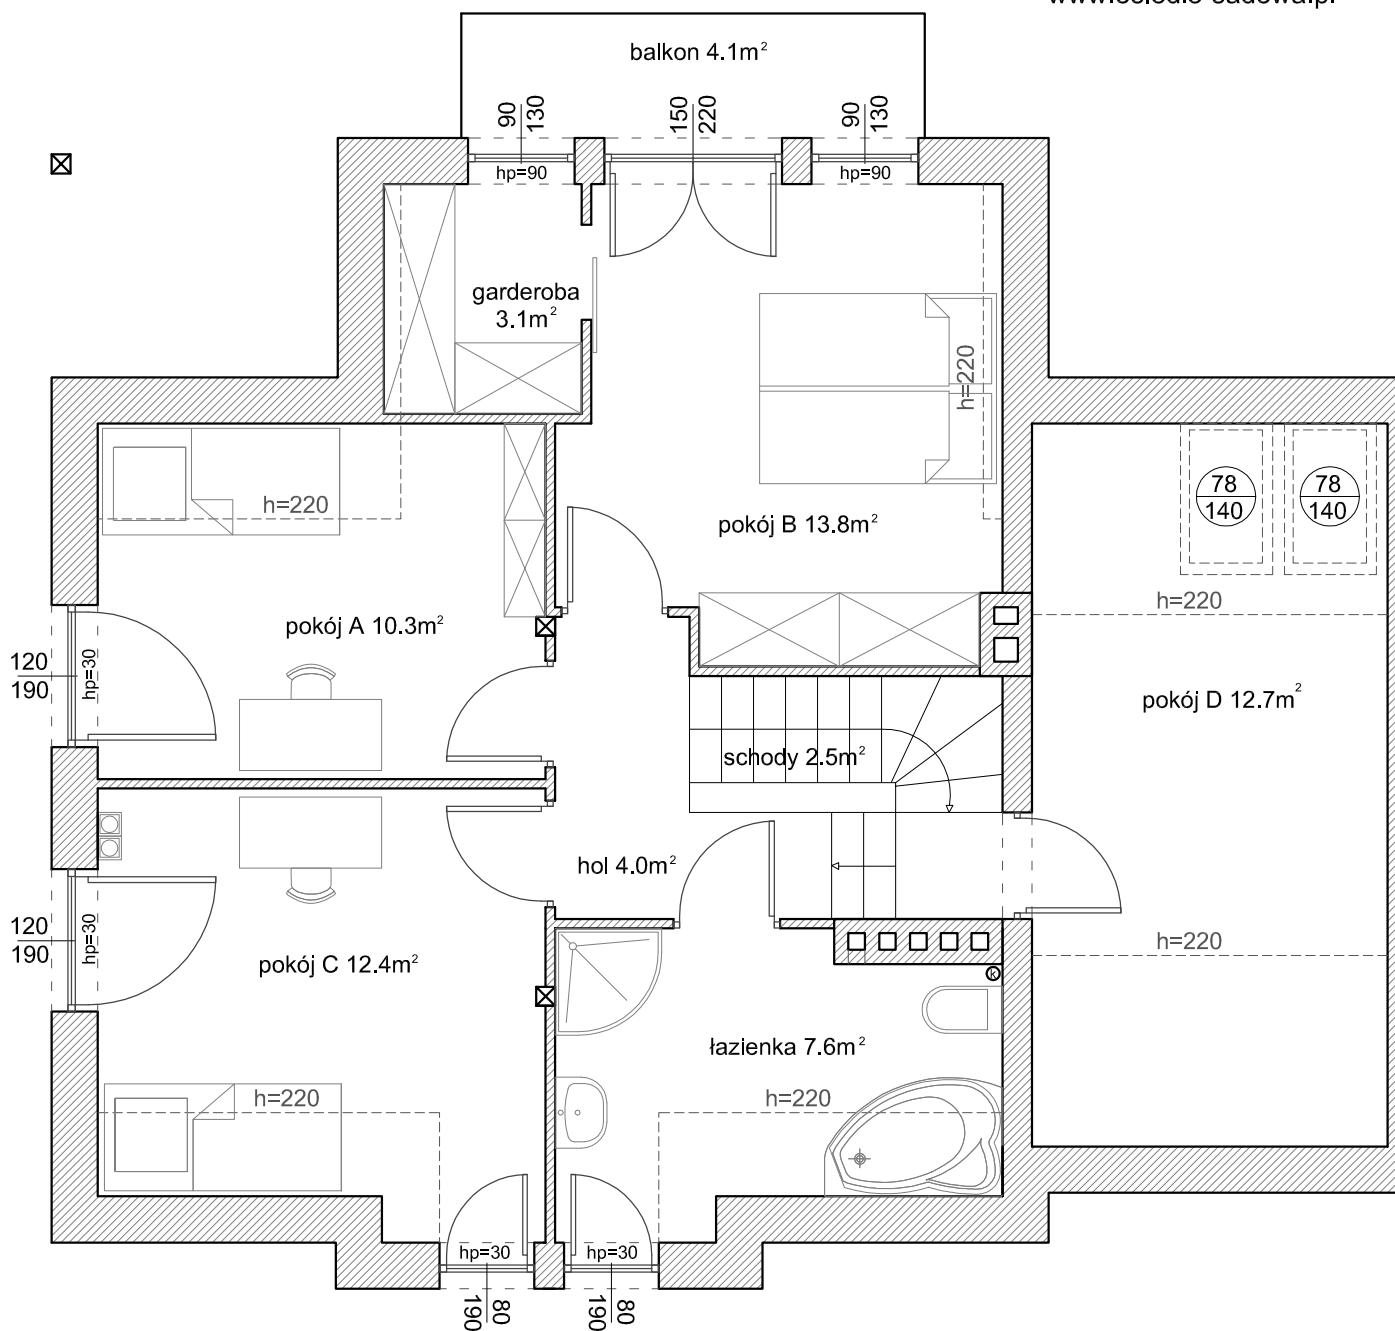 balkon 4.1m²
90
130
150
220
90
130
hp=90
hp=90
garderoba
3.1m²
h=220
78
140
78
140
h=220
pokój B 13.8m²
h=220
pokój A 10.3m²
120
190
hp=30
pokój D 12.7m²
schody 2.5m²
hol 4.0m²
120
190
hp=30
pokój C 12.4m²
h=220
k
łazienka 7.6m²
h=220
h=220
hp=30
hp=30
80
190
80
190